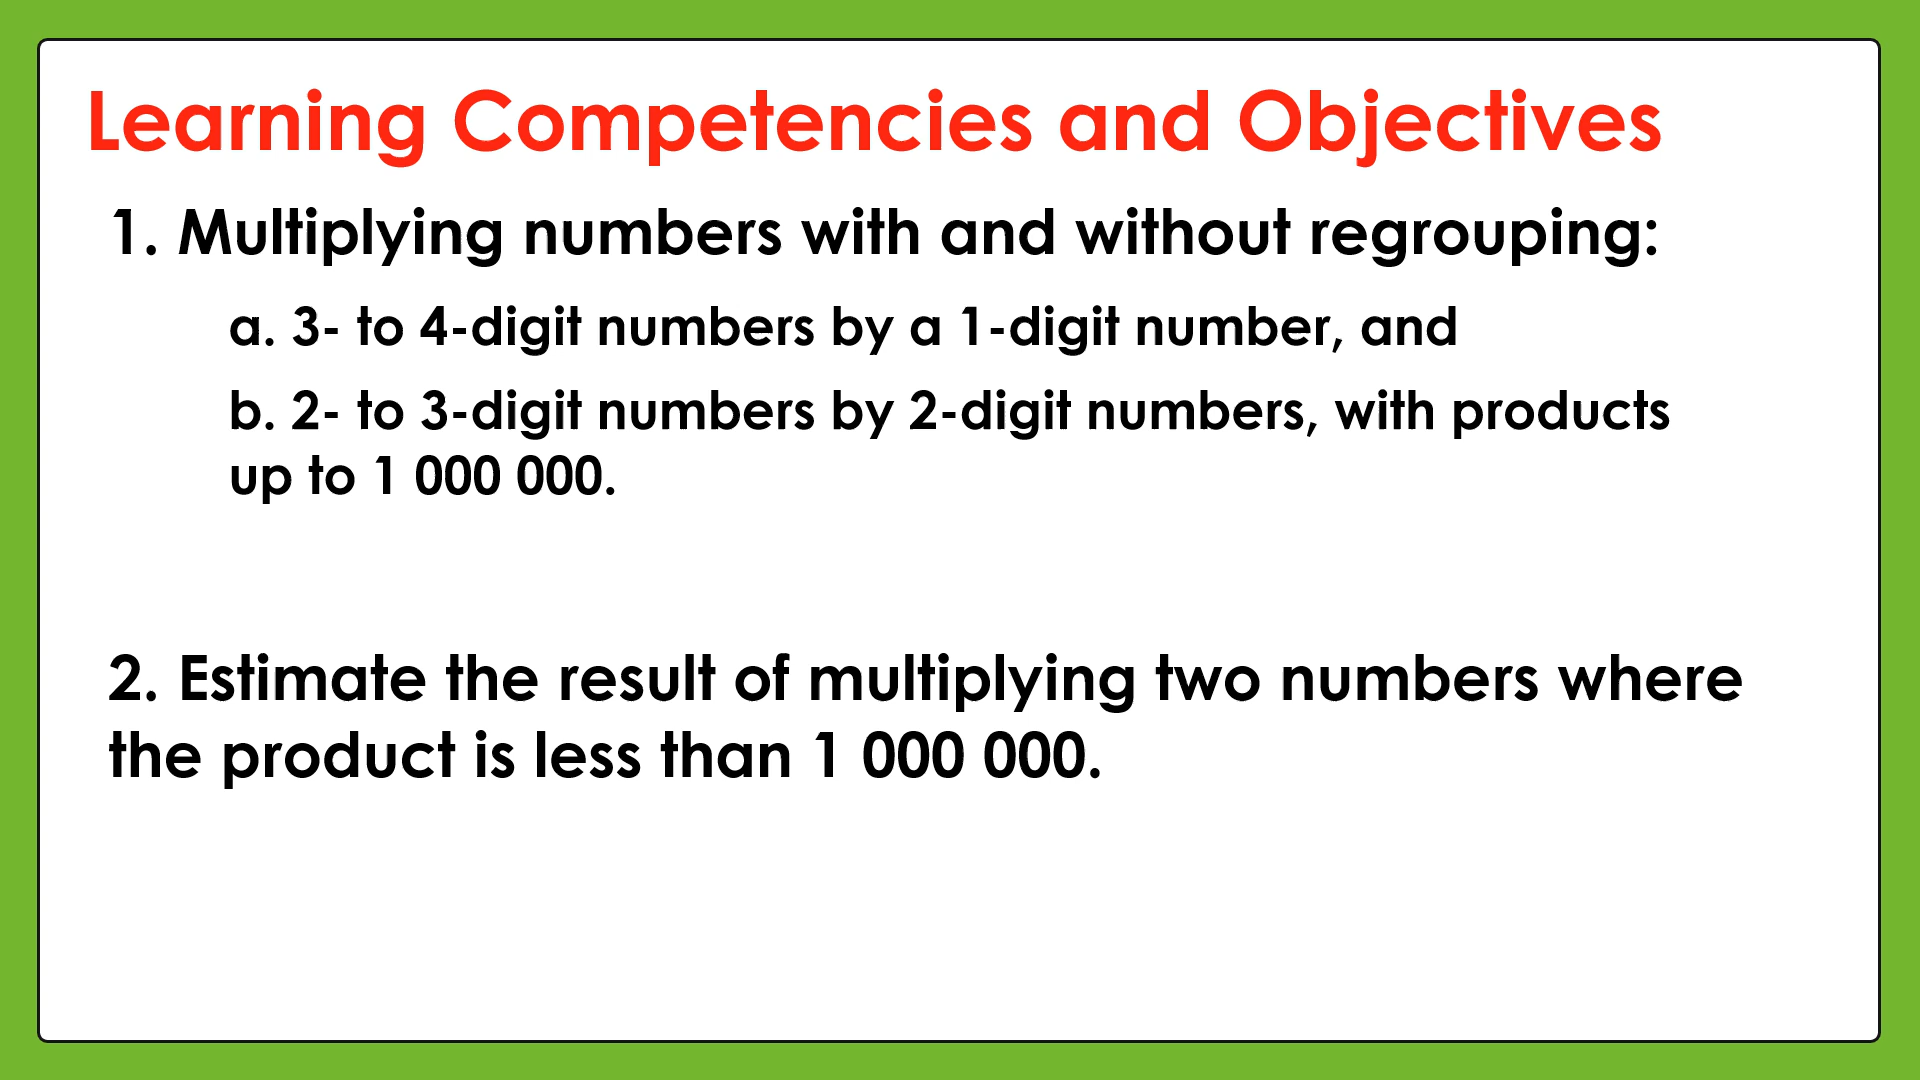 Learning Competencies and Objectives
1. Multiplying numbers with and without regrouping:
a. 3- to 4-digit numbers by a 1-digit number, and
b. 2- to 3-digit numbers by 2-digit numbers, with products
up to 1 000 000.
2. Estimate the result of multiplying two numbers where
the product is less than 1 000 000.